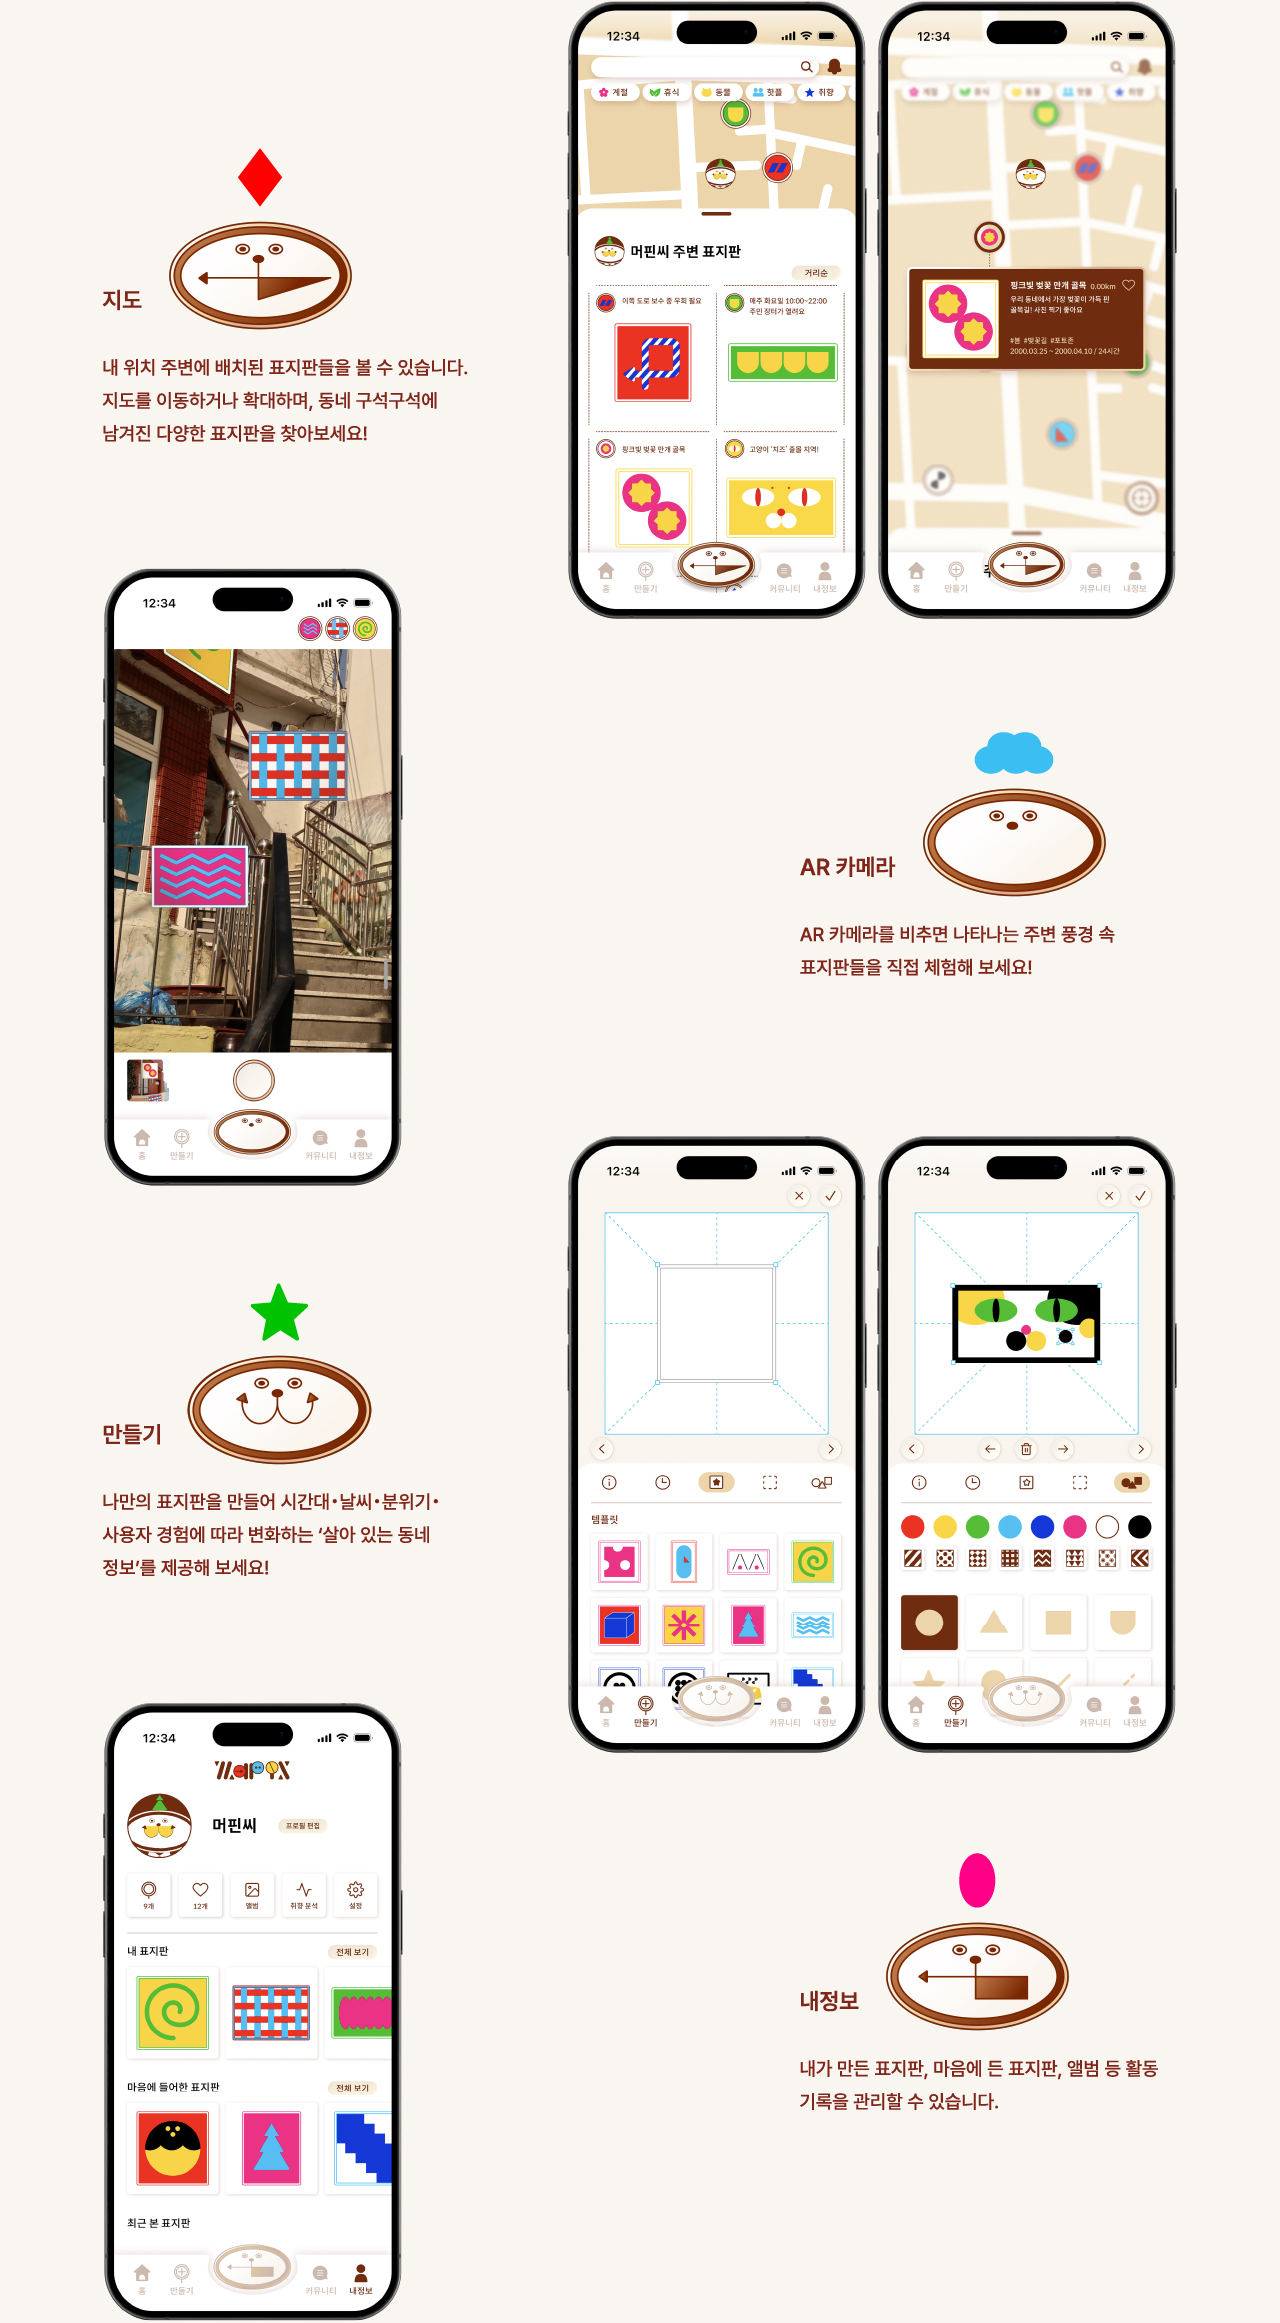 12:34
계절
휴식
동물
핫플
취향
머핀씨 주변 표지판
거리순
이쪽 도로 보수 중 우회 필요
매주 화요일 10:00~22:00
주민 장터가 열려요
핑크빛 벚꽃 만개 골목
고양이 '치즈' 출몰 지역!
홈
만들기
커뮤니티
내정보
12:34
계절
휴식
동물
핫플
취향
핑크빛 벚꽃 만개 골목 0.00km
우리 동네에서 가장 벚꽃이 가득 핀
골목길! 사진 찍기 좋아요
#봄 #벚꽃길 #포토존
2000.03.25 ~ 2000.04.10 / 24시간
홈
만들기
커뮤니티
내정보
지도
내 위치 주변에 배치된 표지판들을 볼 수 있습니다.
지도를 이동하거나 확대하며, 동네 구석구석에
남겨진 다양한 표지판을 찾아보세요!
12:34
홈
만들기
커뮤니티
내정보
AR 카메라
AR 카메라를 비추면 나타나는 주변 풍경 속
표지판들을 직접 체험해 보세요!
12:34
템플릿
홈
만들기
커뮤니티
내정보
12:34
홈
만들기
커뮤니티
내정보
만들기
나만의 표지판을 만들어 시간대•날씨•분위기•
사용자 경험에 따라 변화하는 '살아 있는 동네
정보'를 제공해 보세요!
12:34
머핀씨
프로필 편집
9개
12개
앨범
취향 분석
설정
내 표지판
전체 보기
마음에 들어한 표지판
전체 보기
최근 본 표지판
홈
만들기
커뮤니티
내정보
내정보
내가 만든 표지판, 마음에 든 표지판, 앨범 등 활동
기록을 관리할 수 있습니다.